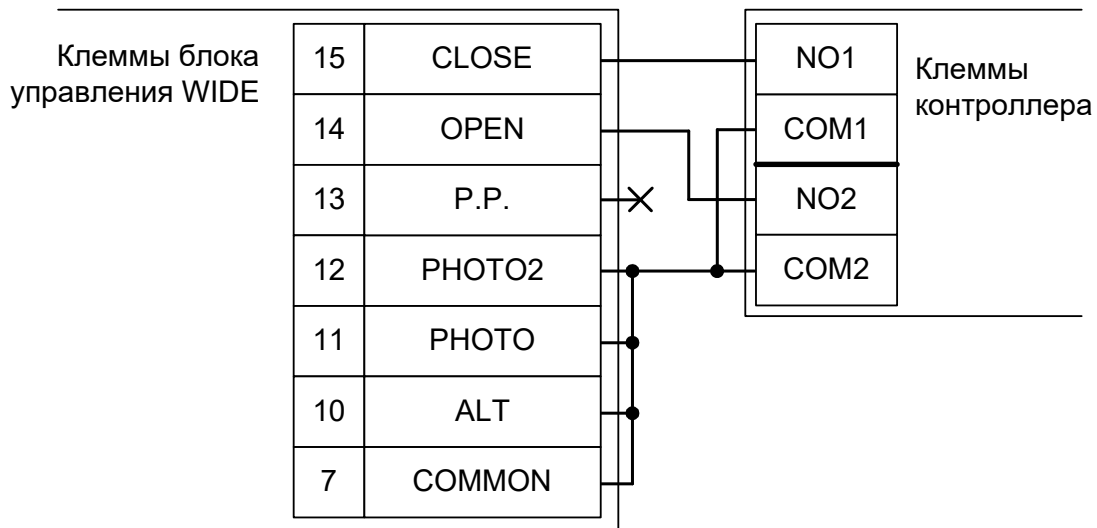 Клеммы блока
управления WIDE
15 CLOSE
14 OPEN
13 P.P.
12 PHOTO2
11 PHOTO
10 ALT
7 COMMON
NO1
COM1
NO2
COM2
Клеммы
контроллера